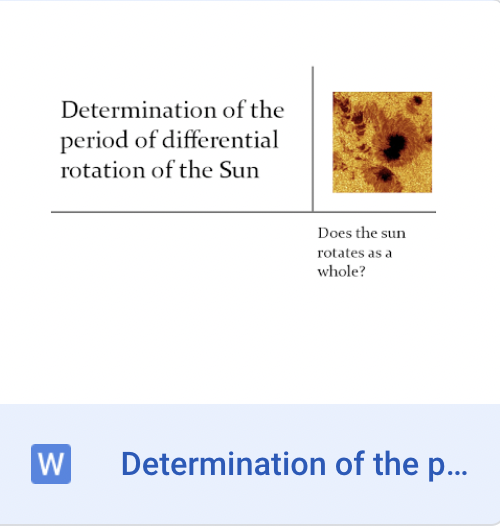 Determination of the
period of differential
rotation of the Sun
Does the sun
rotates as a
whole?
W
Determination of the p...